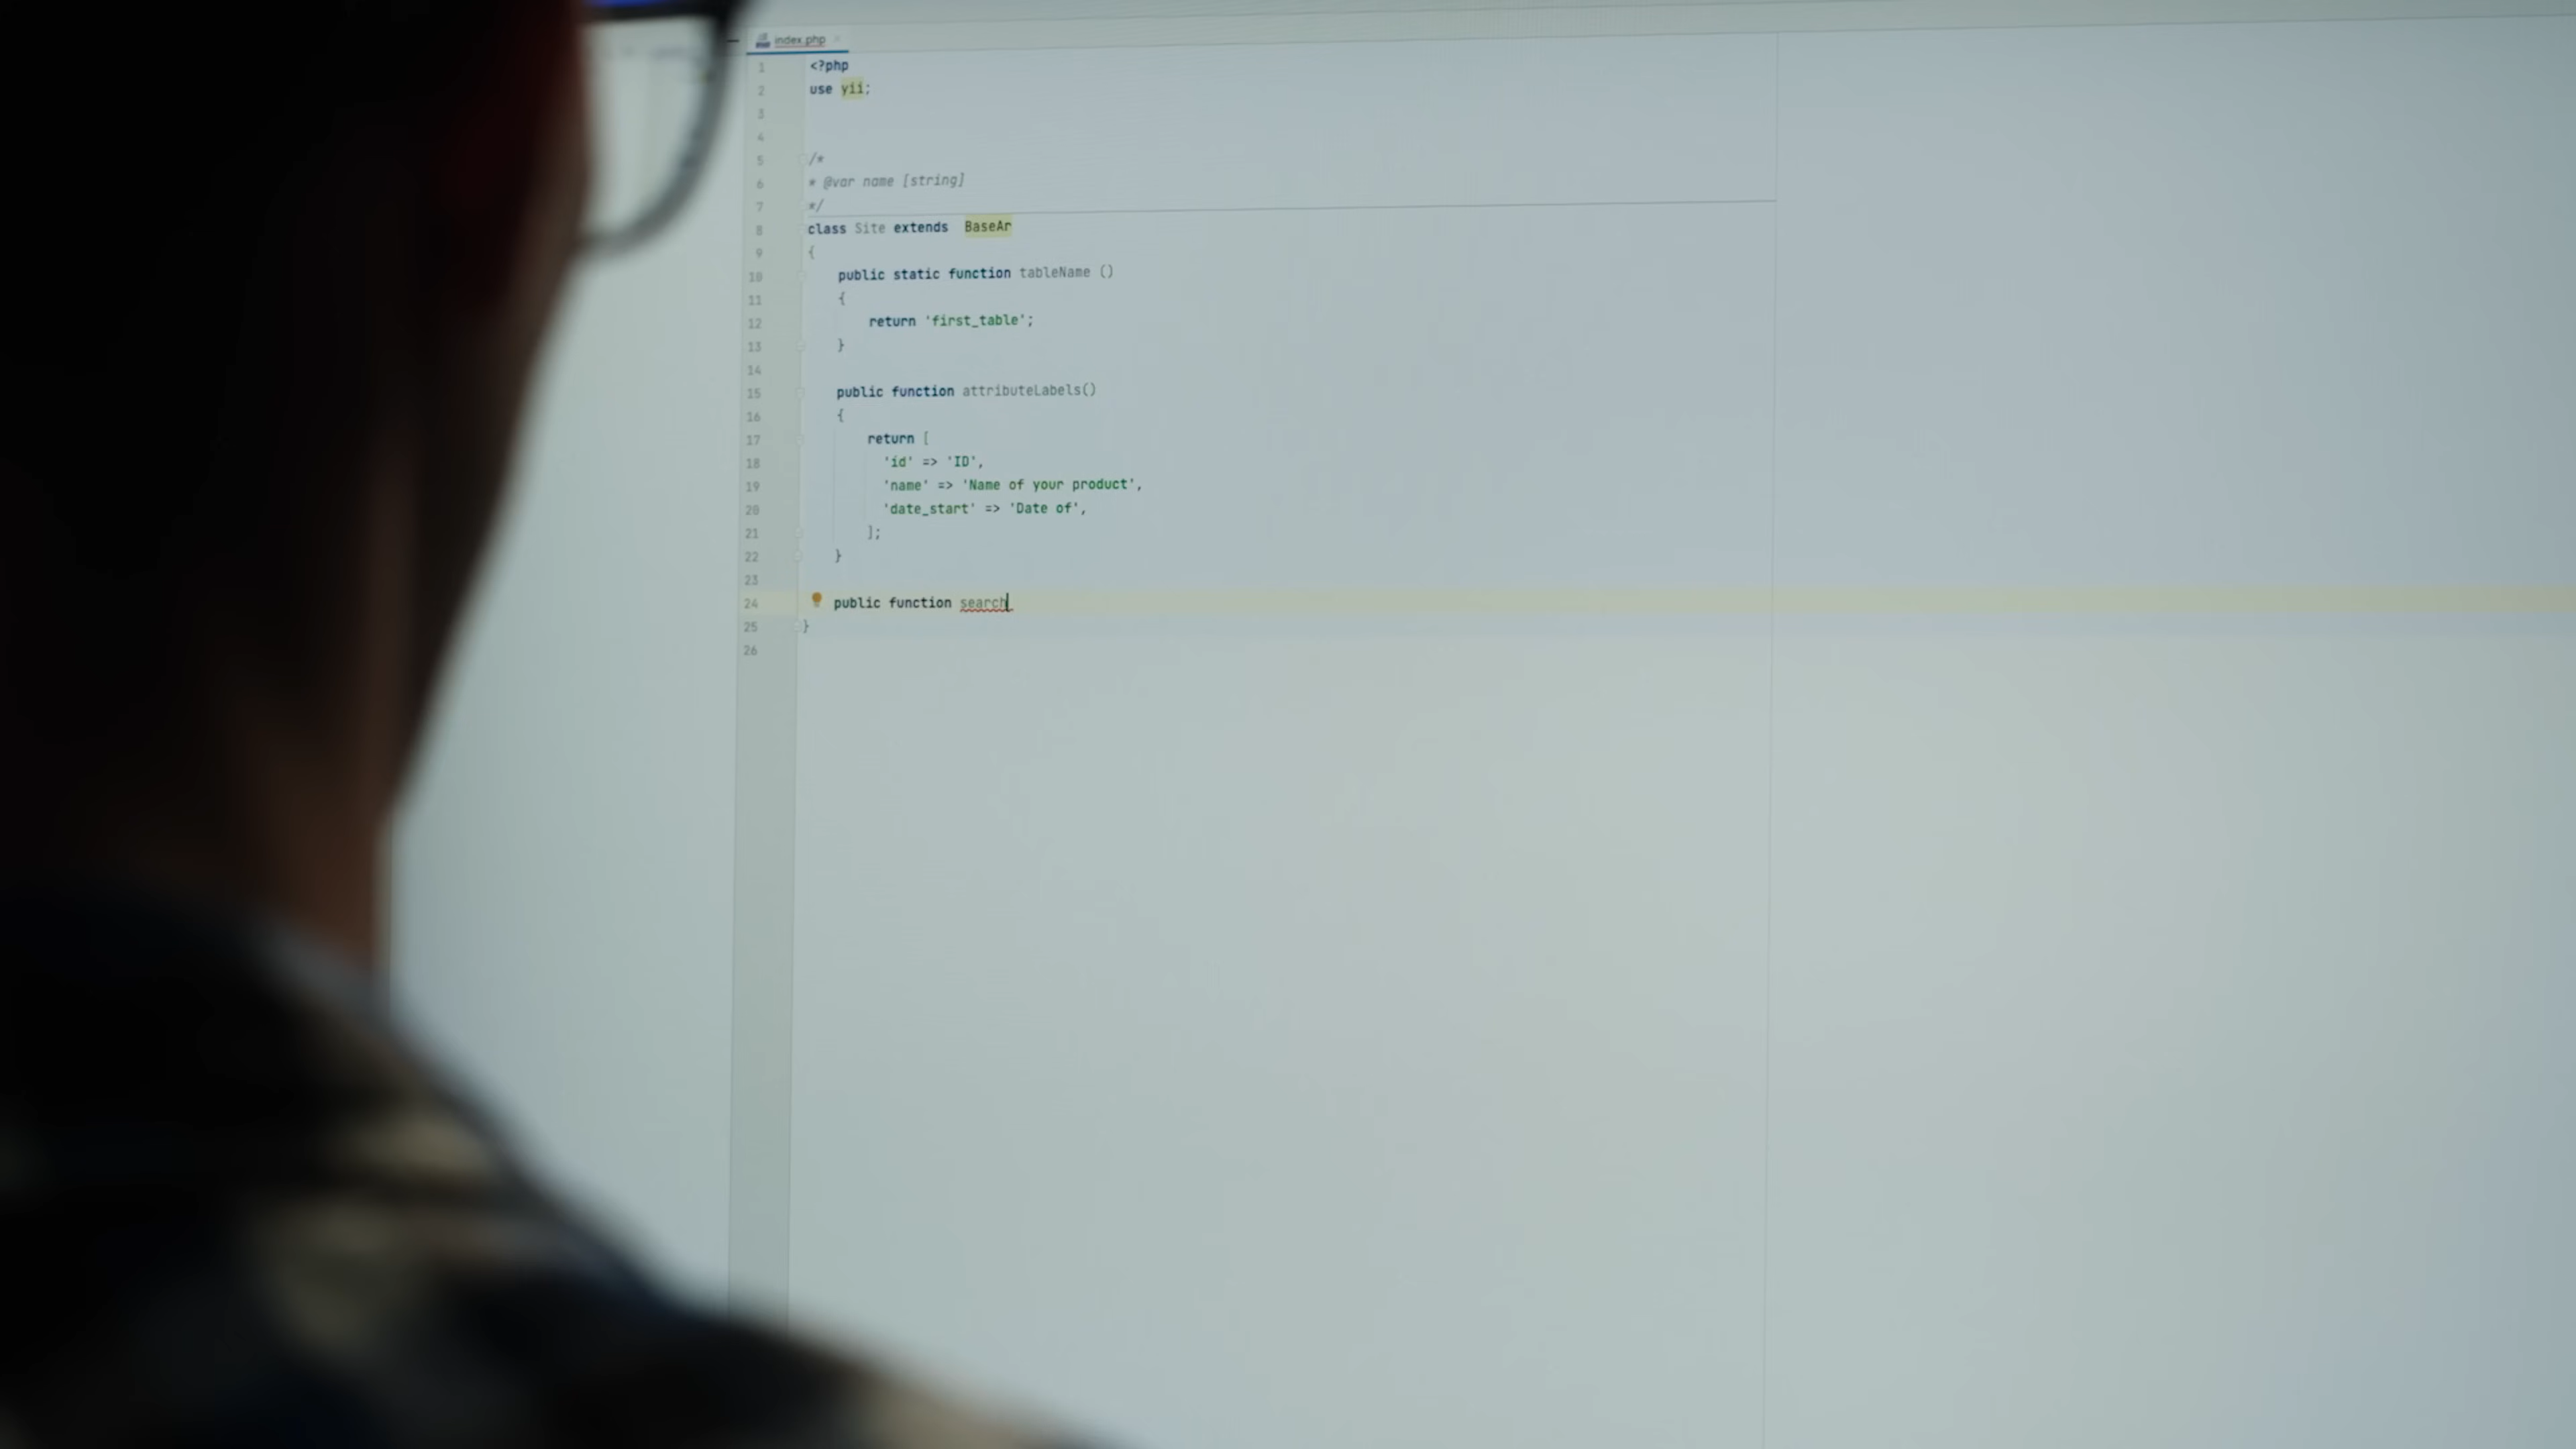 index.php
1 <?php
2 use yii;
3
4
5 /*
6 * @var name [string]
7 */
8 class Site extends  BaseAr
9 {
10 public static function tableName ()
11 {
12 return 'first_table';
13 }
14
15 public function attributeLabels()
16 {
17 return [
18 'id' => 'ID',
19 'name' => 'Name of your product',
20 'date_start' => 'Date of',
21 ];
22 }
23
24 public function search
25 }
26